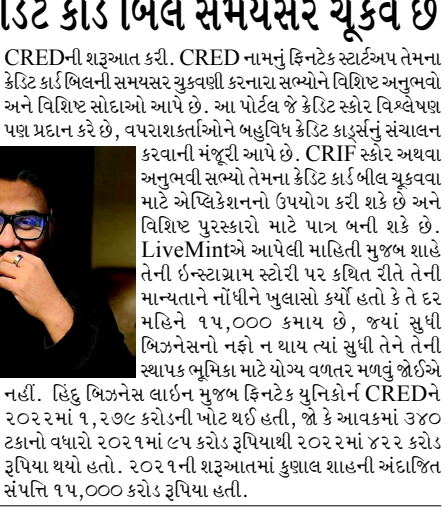 ડિટ કાર્ડ બિલ સમયસર ચૂકવે છે
CREDની શરૂઆત કરી. CRED નામનું ફિનટેક સ્ટાર્ટઅપ તેમના
ક્રેડિટ કાર્ડ બિલની સમયસર ચુકવણી કરનારા સભ્યોને વિશિષ્ટ અનુભવો
અને વિશિષ્ટ સોદાઓ આપે છે. આ પોર્ટલ જે ક્રેડિટ સ્કોર વિશ્લેષણ
પણ પ્રદાન કરે છે, વપરાશકર્તાઓને બહુવિધ ક્રેડિટ કાર્ડ્સનું સંચાલન
કરવાની મંજૂરી આપે છે. CRIF સ્કોર અથવા
અનુભવી સભ્યો તેમના ક્રેડિટ કાર્ડ બીલ ચૂકવવા
માટે એપ્લિકેશનનો ઉપયોગ કરી શકે છે અને
વિશિષ્ટ પુરસ્કારો માટે પાત્ર બની શકે છે.
LiveMintએ આપેલી માહિતી મુજબ શાહે
તેની ઇન્સ્ટાગ્રામ સ્ટોરી પર કથિત રીતે તેની
માન્યતાને નોંધીને ખુલાસો કર્યો હતો કે તે દર
મહિને ૧૫,૦૦૦ કમાય છે, જ્યાં સુધી
બિઝનેસનો નફો ન થાય ત્યાં સુધી તેને તેની
સ્થાપક ભૂમિકા માટે યોગ્ય વળતર મળવું જોઈએ
નહીં. હિંદુ બિઝનેસ લાઇન મુજબ ફિનટેક યુનિકોર્ન CREDને
૨૦૨૨માં ૧,૨૭૯ કરોડની ખોટ થઈ હતી, જો કે આવકમાં ૩૪૦
ટકાનો વધારો ૨૦૨૧માં ૯૫ કરોડ રૂપિયાથી ૨૦૨૨માં ૪૨૨ કરોડ
રૂપિયા થયો હતો. ૨૦૨૧ની શરૂઆતમાં કુણાલ શાહની અંદાજિત
સંપત્તિ ૧૫,૦૦૦ કરોડ રૂપિયા હતી.